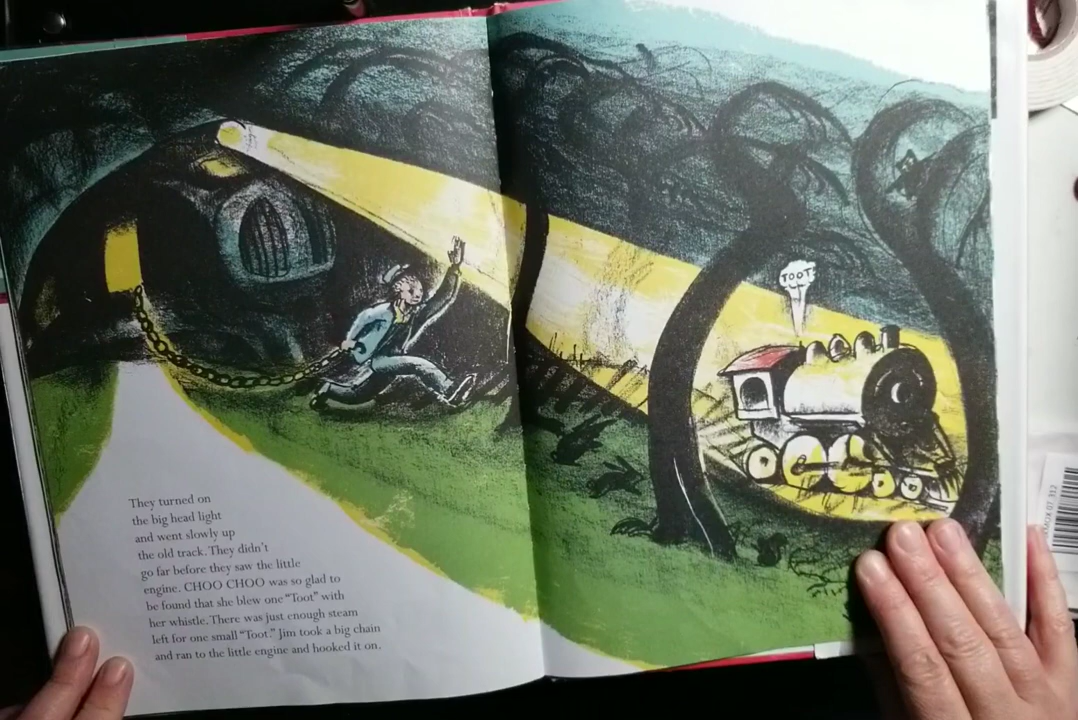 TOOT
They turned on
the big head light
and went slowly up
the old track. They didn't
go far before they saw the little
engine. CHOO CHOO was so glad to
be found that she blew one "Toot" with
her whistle. There was just enough steam
left for one small "Toot." Jim took a big chain
and ran to the little engine and hooked it on.